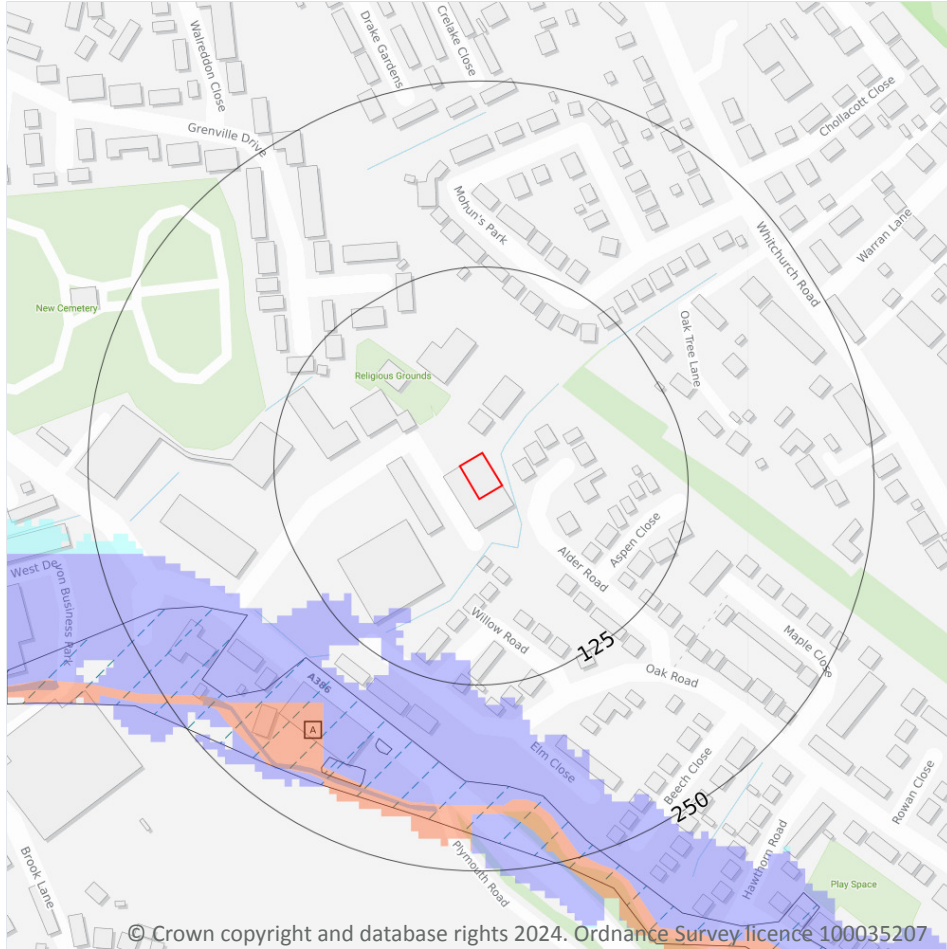 Drake Gardens
Crelake Close
Walreddon Close
Chollacott Close
Grenville Drive
Mohun's Park
Warran Lane
Whitchurch Road
New Cemetery
Oak Tree Lane
Religious Grounds
Aspen Close
Alder Road
West De
von Business Park
Willow Road
125
Maple Close
Oak Road
A386
A
Elm Close
Beech Close
Rowan Close
250
Hawthorn Road
Plymouth Road
Brook Lane
Play Space
© Crown copyright and database rights 2024. Ordnance Survey licence 100035207